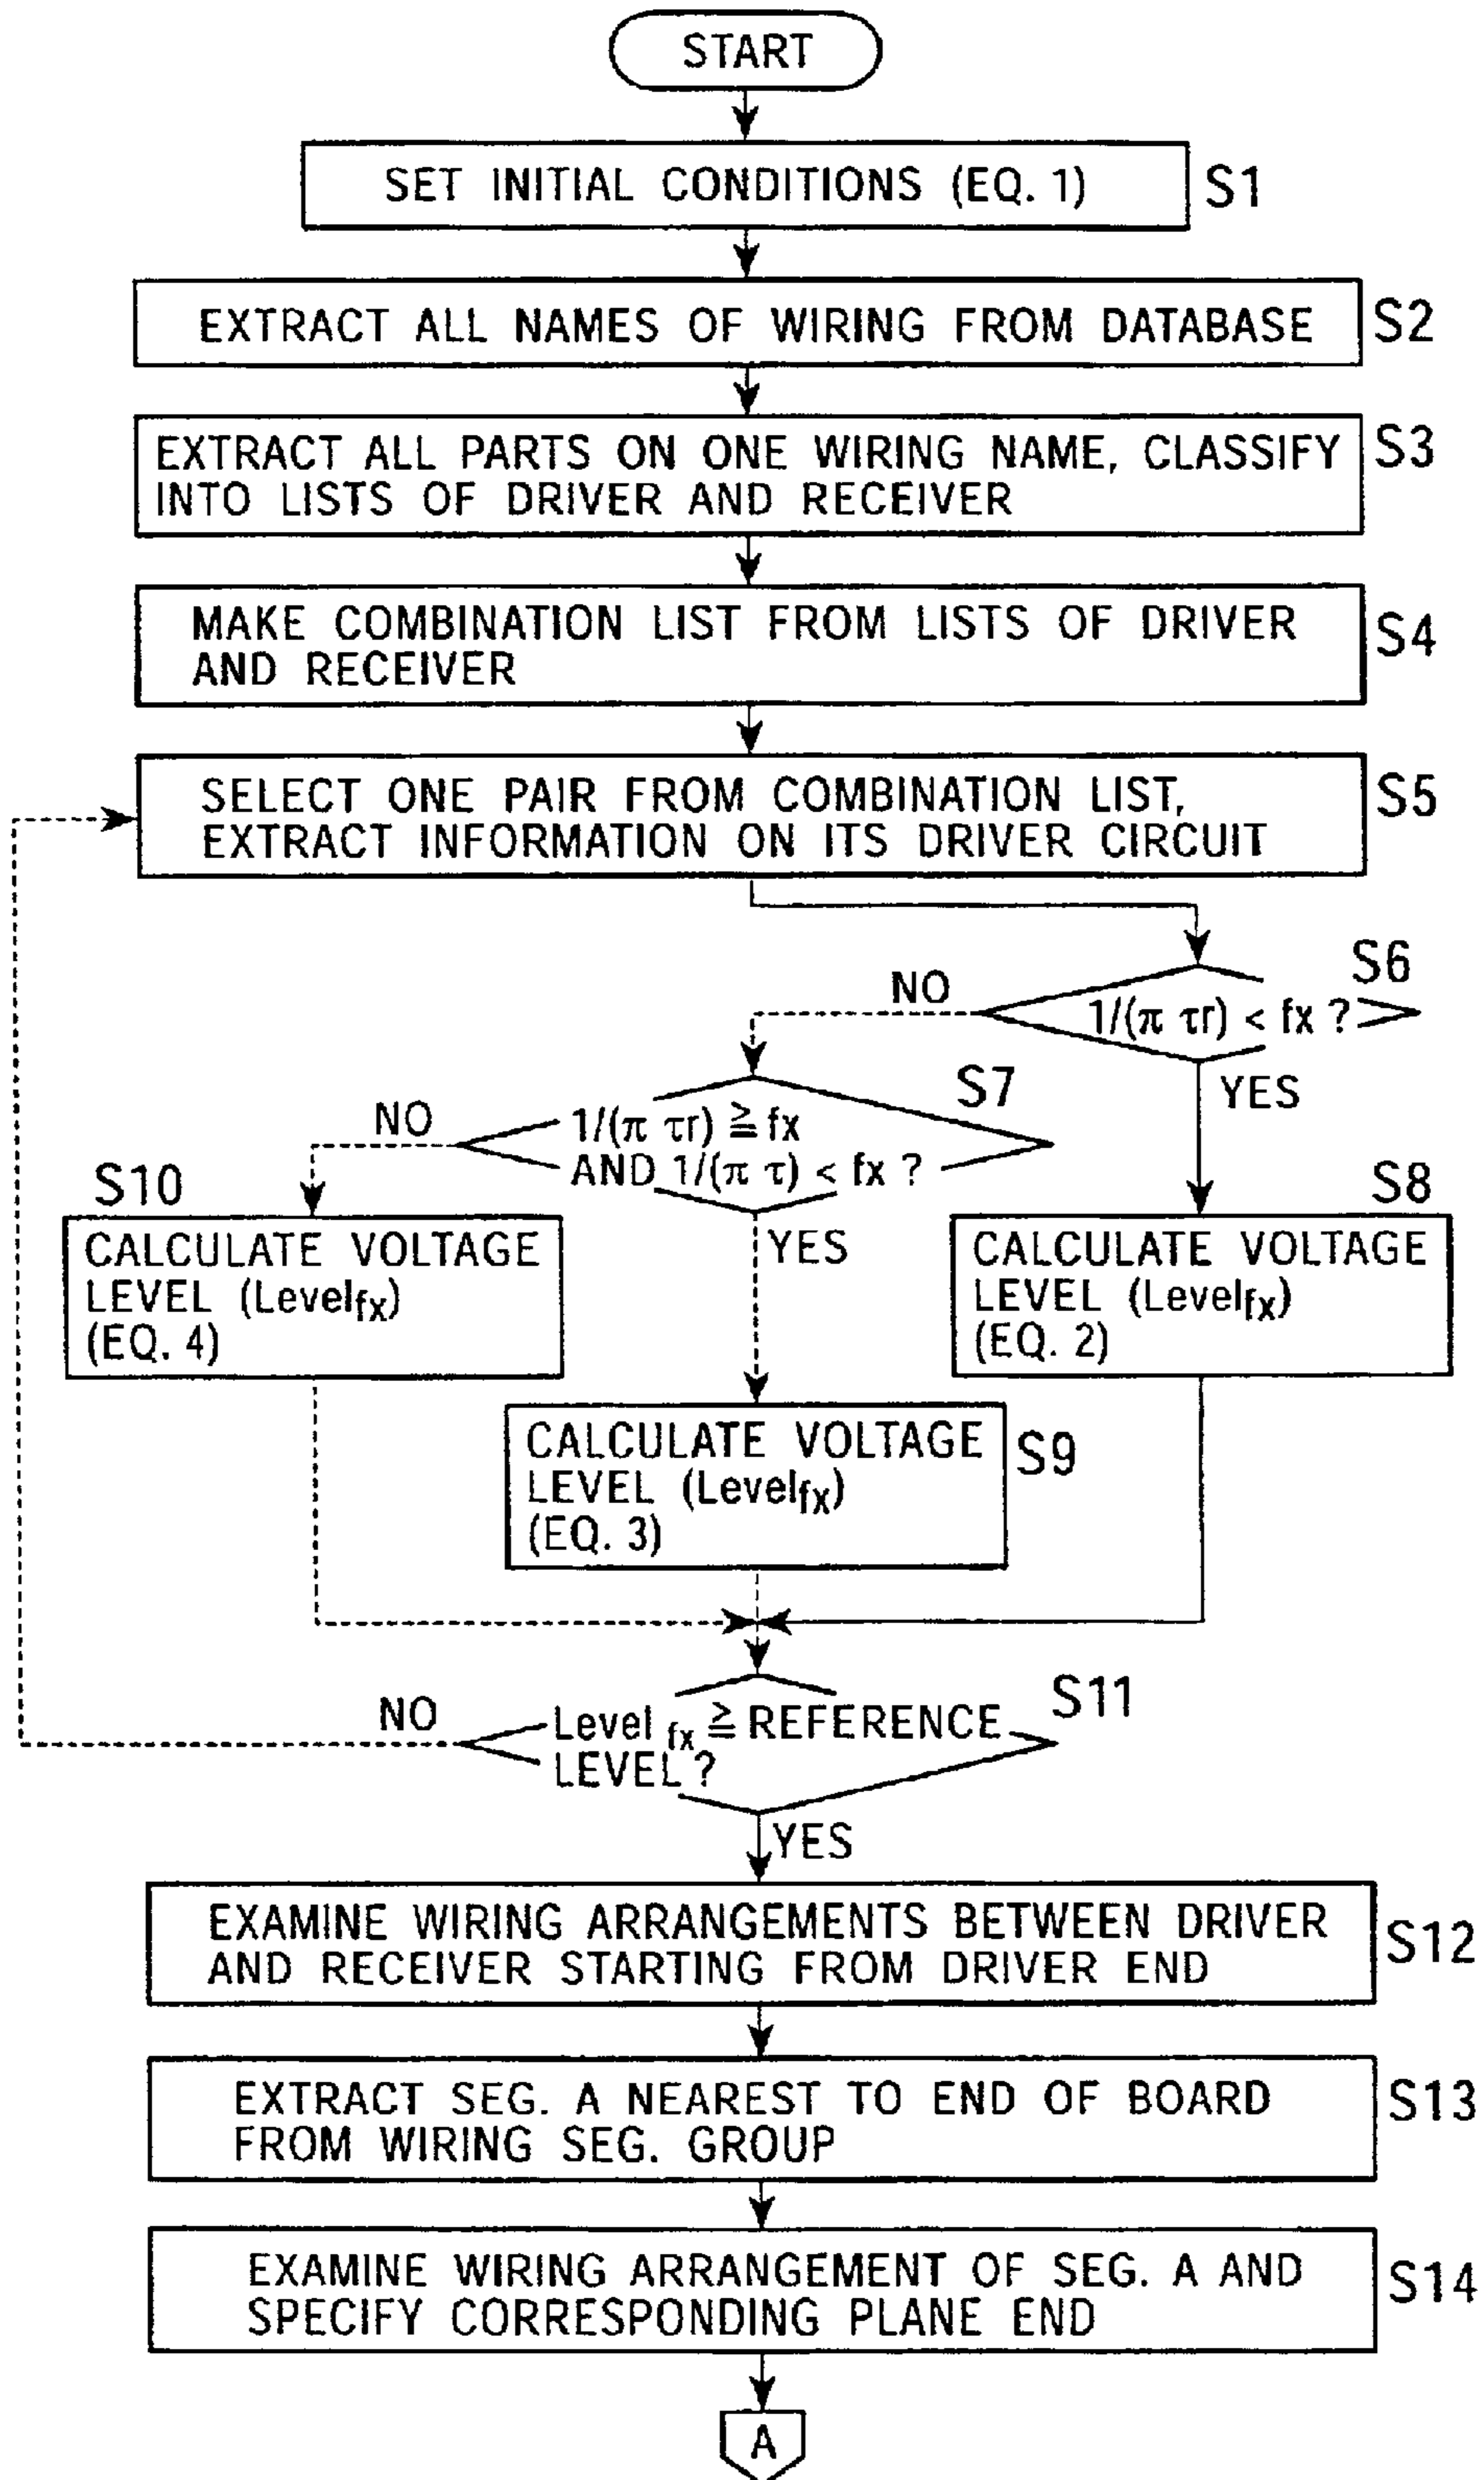 START
SET INITIAL CONDITIONS (EQ. 1)
S1
EXTRACT ALL NAMES OF WIRING FROM DATABASE
S2
EXTRACT ALL PARTS ON ONE WIRING NAME, CLASSIFY
INTO LISTS OF DRIVER AND RECEIVER
S3
MAKE COMBINATION LIST FROM LISTS OF DRIVER
AND RECEIVER
S4
SELECT ONE PAIR FROM COMBINATION LIST,
EXTRACT INFORMATION ON ITS DRIVER CIRCUIT
S5
S6
1/(π τr) < fx ?
NO
YES
S7
1/(π τr) ≧ fx
AND 1/(π τ) < fx ?
NO
YES
S10
CALCULATE VOLTAGE
LEVEL (Levelfx)
(EQ. 4)
S8
CALCULATE VOLTAGE
LEVEL (Levelfx)
(EQ. 2)
CALCULATE VOLTAGE
LEVEL (Levelfx)
(EQ. 3)
S9
S11
NO
Level fx ≧ REFERENCE
LEVEL?
YES
EXAMINE WIRING ARRANGEMENTS BETWEEN DRIVER
AND RECEIVER STARTING FROM DRIVER END
S12
EXTRACT SEG. A NEAREST TO END OF BOARD
FROM WIRING SEG. GROUP
S13
EXAMINE WIRING ARRANGEMENT OF SEG. A AND
SPECIFY CORRESPONDING PLANE END
S14
A